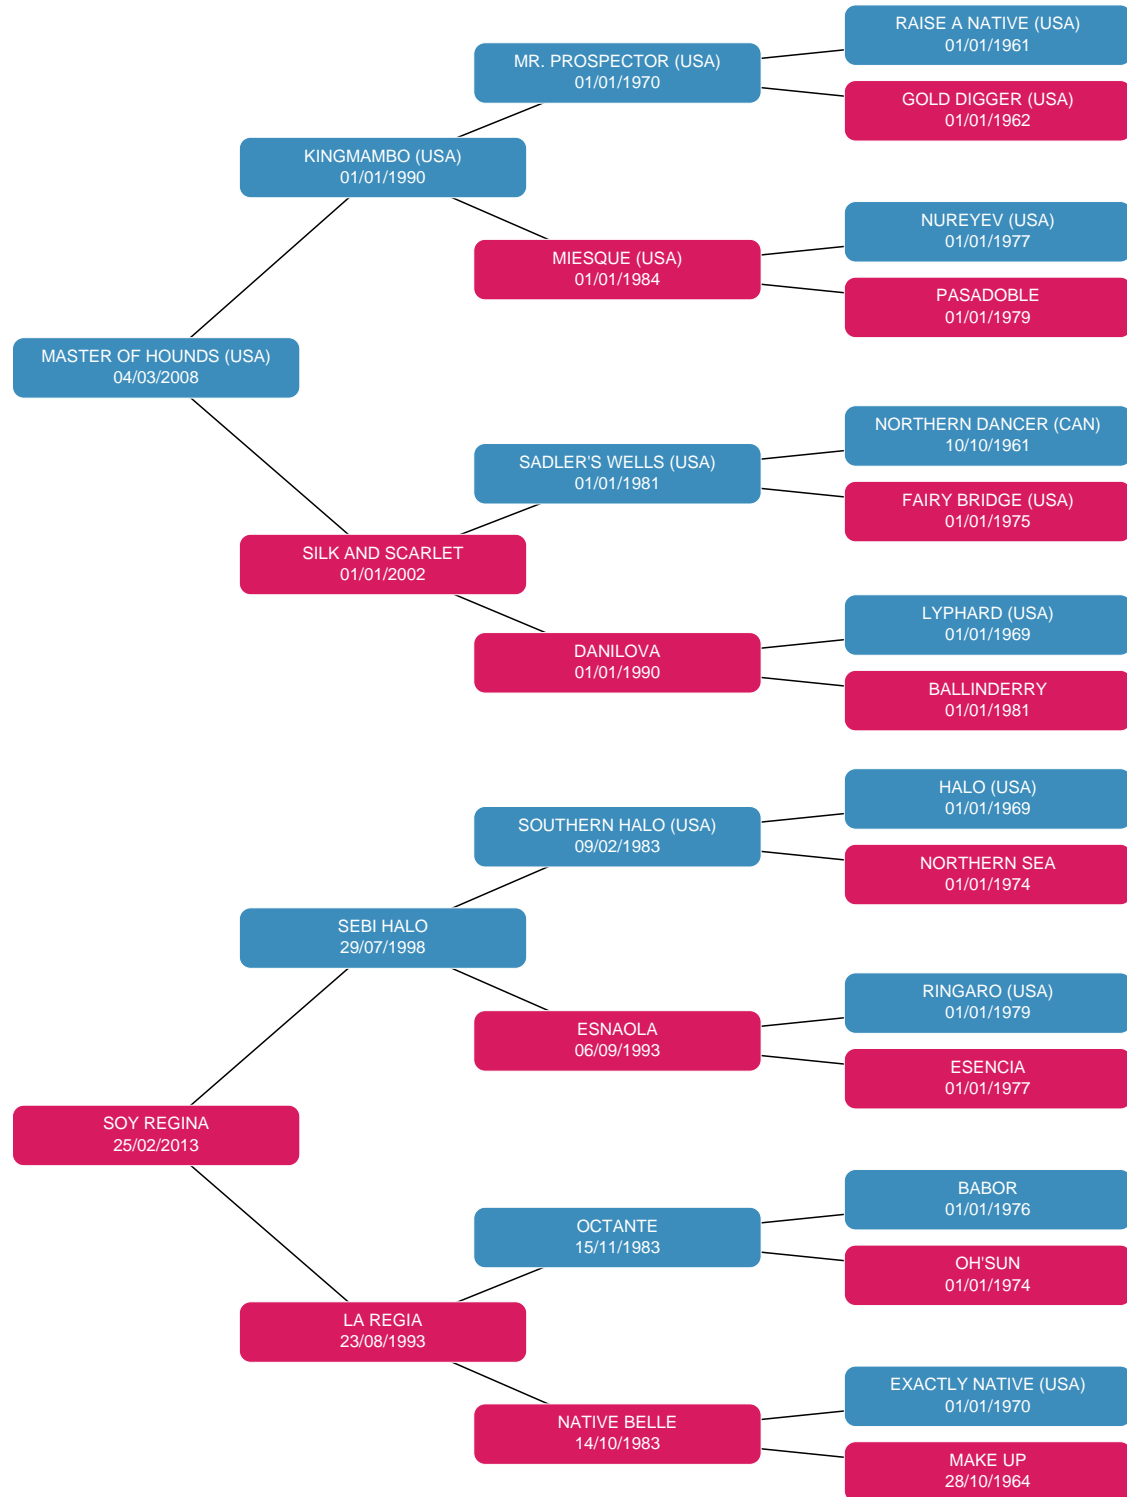 RAISE A NATIVE (USA)
01/01/1961
MR. PROSPECTOR (USA)
01/01/1970
GOLD DIGGER (USA)
01/01/1962
KINGMAMBO (USA)
01/01/1990
NUREYEV (USA)
01/01/1977
MIESQUE (USA)
01/01/1984
PASADOBLE
01/01/1979
MASTER OF HOUNDS (USA)
04/03/2008
NORTHERN DANCER (CAN)
10/10/1961
SADLER'S WELLS (USA)
01/01/1981
FAIRY BRIDGE (USA)
01/01/1975
SILK AND SCARLET
01/01/2002
LYPHARD (USA)
01/01/1969
DANILOVA
01/01/1990
BALLINDERRY
01/01/1981
HALO (USA)
01/01/1969
SOUTHERN HALO (USA)
09/02/1983
NORTHERN SEA
01/01/1974
SEBI HALO
29/07/1998
RINGARO (USA)
01/01/1979
ESNAOLA
06/09/1993
ESENCIA
01/01/1977
SOY REGINA
25/02/2013
BABOR
01/01/1976
OCTANTE
15/11/1983
OH'SUN
01/01/1974
LA REGIA
23/08/1993
EXACTLY NATIVE (USA)
01/01/1970
NATIVE BELLE
14/10/1983
MAKE UP
28/10/1964